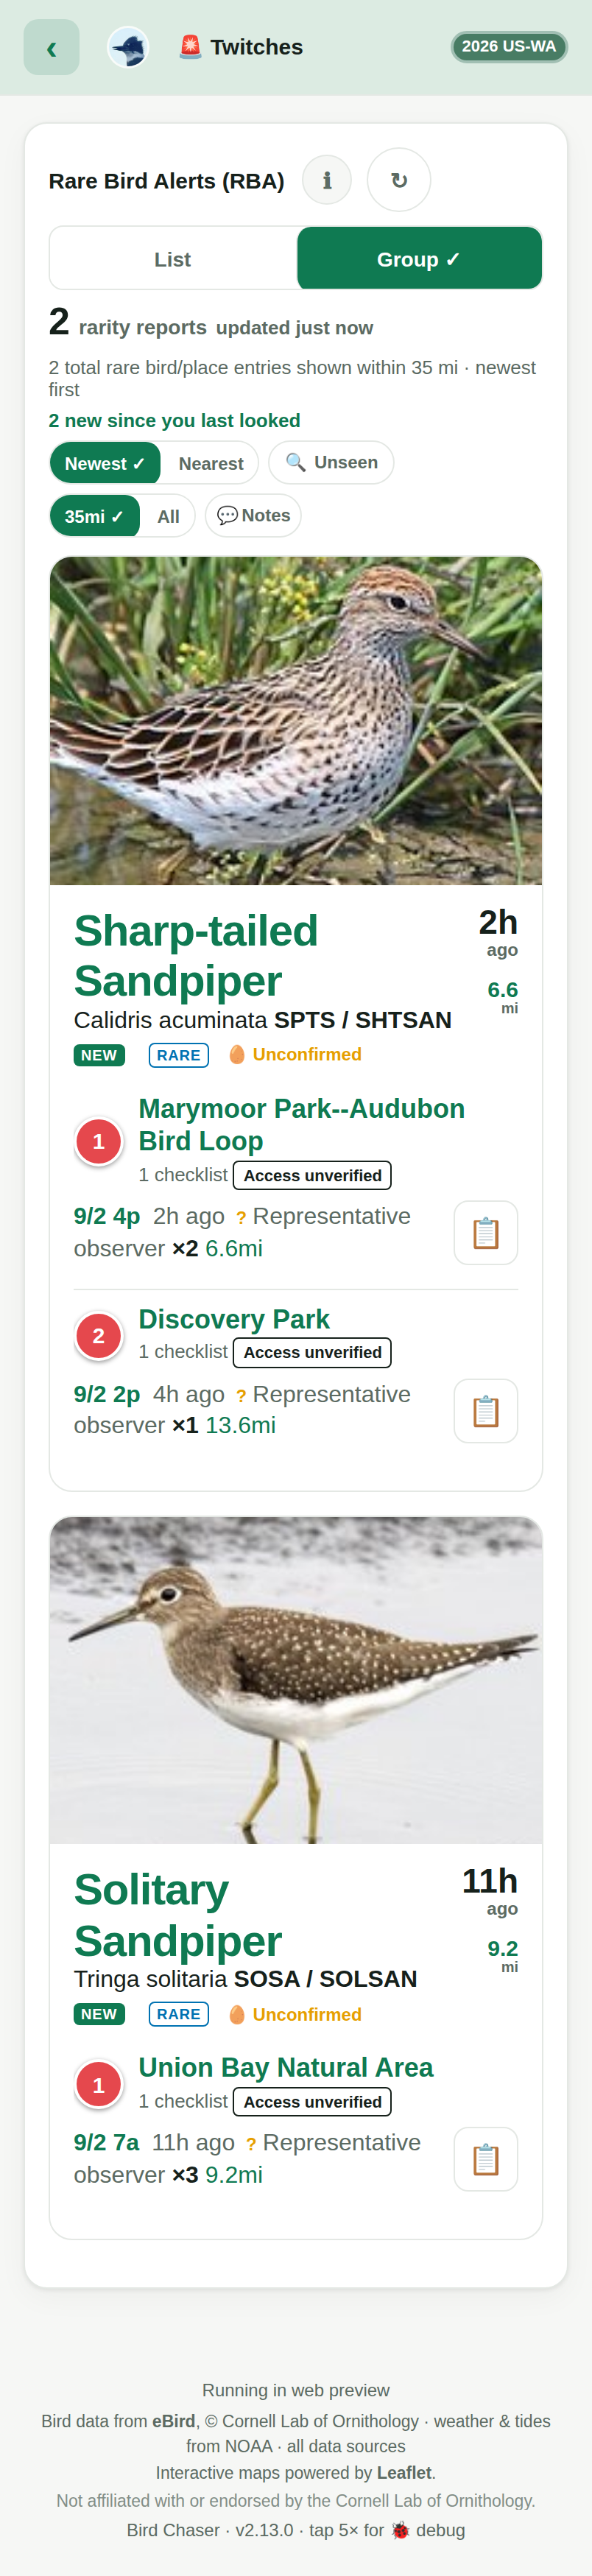 ‹ 🚨 Twitches 2026 US-WA
Rare Bird Alerts (RBA) ℹ ↻
List Group ✓
2 rarity reports updated just now
2 total rare bird/place entries shown within 35 mi · newest
first
2 new since you last looked
Newest ✓ Nearest 🔍 Unseen
35mi ✓ All 💬 Notes
Sharp-tailed
Sandpiper
2h
ago
6.6
mi
Calidris acuminata SPTS / SHTSAN
NEW RARE 🥚 Unconfirmed
1
Marymoor Park--Audubon
Bird Loop
1 checklist Access unverified
9/2 4p 2h ago ? Representative
observer ×2 6.6mi
📋
2
Discovery Park
1 checklist Access unverified
9/2 2p 4h ago ? Representative
observer ×1 13.6mi
📋
Solitary
Sandpiper
11h
ago
9.2
mi
Tringa solitaria SOSA / SOLSAN
NEW RARE 🥚 Unconfirmed
1
Union Bay Natural Area
1 checklist Access unverified
9/2 7a 11h ago ? Representative
observer ×3 9.2mi
📋
Running in web preview
Bird data from eBird, © Cornell Lab of Ornithology · weather & tides
from NOAA · all data sources
Interactive maps powered by Leaflet.
Not affiliated with or endorsed by the Cornell Lab of Ornithology.
Bird Chaser · v2.13.0 · tap 5× for 🐞 debug